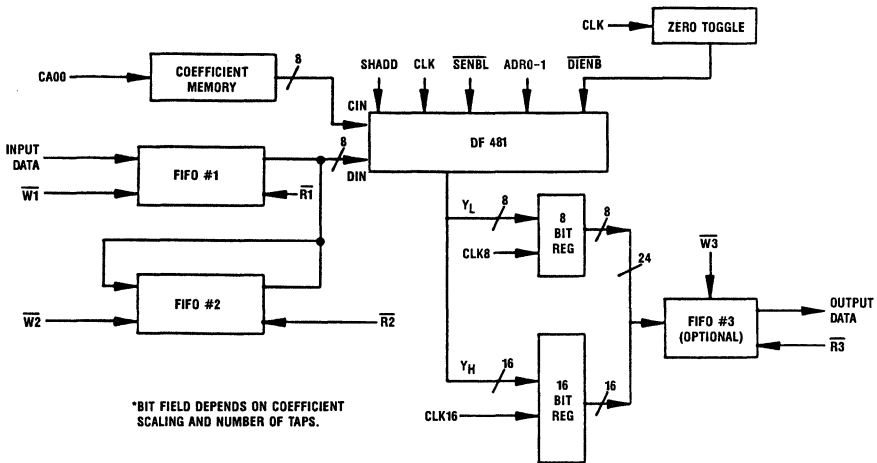 CLK
ZERO TOGGLE
CA00
COEFFICIENT
MEMORY
8
SHADD
CLK
SENBL
ADR0-1
DIENB
CIN
DF 481
INPUT
DATA
FIFO #1
8
DIN
W1
R1
YL
8
8
BIT
REG
8
CLK8
24
W3
FIFO #2
W2
R2
FIFO #3
(OPTIONAL)
OUTPUT
DATA
R3
YH
16
16
BIT
REG
16
CLK16
*BIT FIELD DEPENDS ON COEFFICIENT
SCALING AND NUMBER OF TAPS.